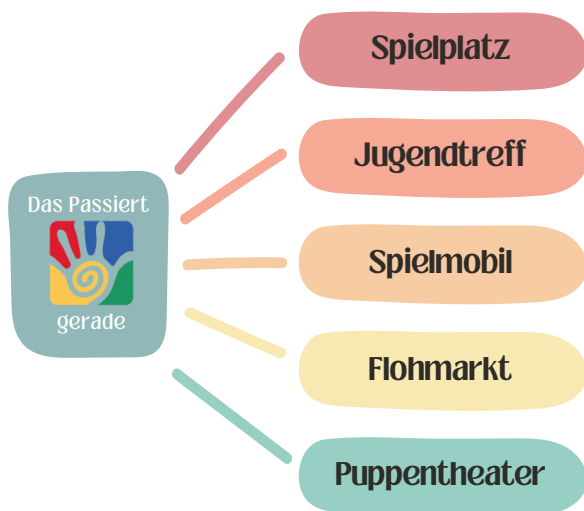 Das Passiert
gerade
Spielplatz
Jugendtreff
Spielmobil
Flohmarkt
Puppentheater